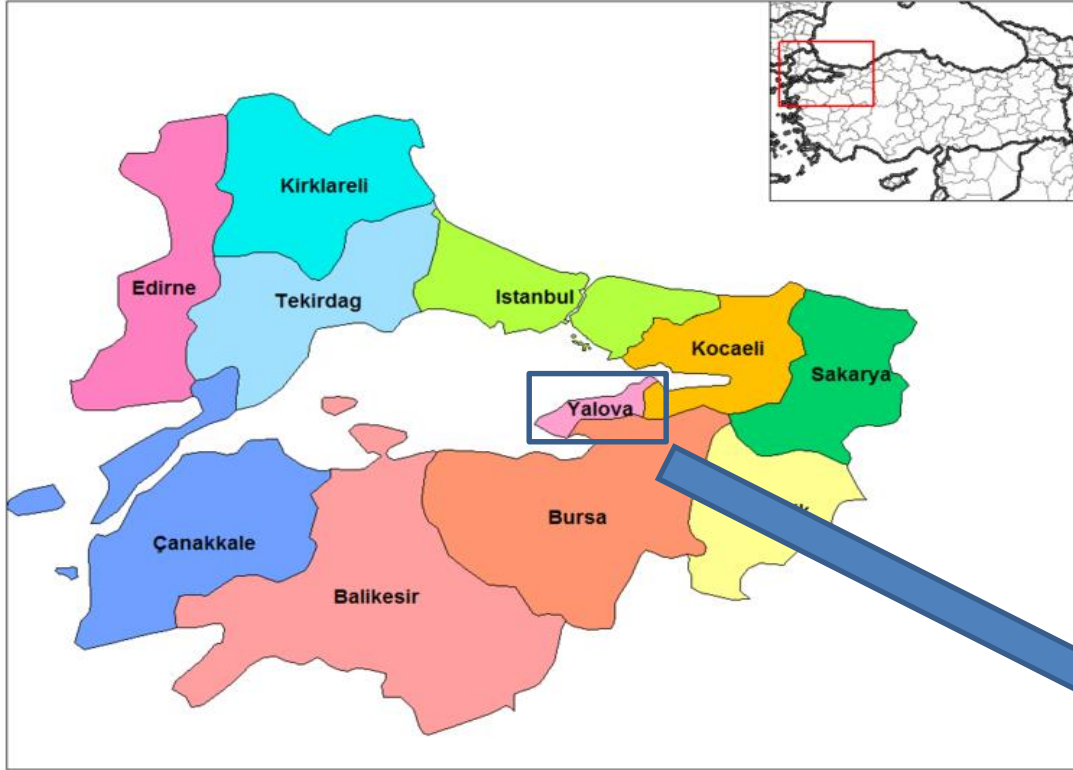 Kirklareli
Edirne
Tekirdag
Istanbul
Kocaeli
Sakarya
Yalova
Bursa
Çanakkale
Balikesir